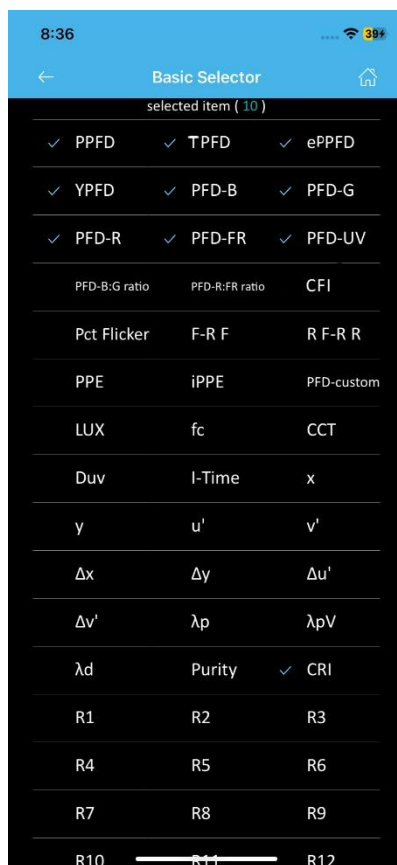 8:36 39
Basic Selector
selected item ( 10 )
PPFD TPFD ePPFD
YPFD PFD-B PFD-G
PFD-R PFD-FR PFD-UV
PFD-B:G ratio PFD-R:FR ratio CFI
Pct Flicker F-R F R F-R R
PPE iPPE PFD-custom
LUX fc CCT
Duv I-Time x
y u' v'
Δx Δy Δu'
Δv' λp λpV
λd Purity CRI
R1 R2 R3
R4 R5 R6
R7 R8 R9
R10 R11 R12